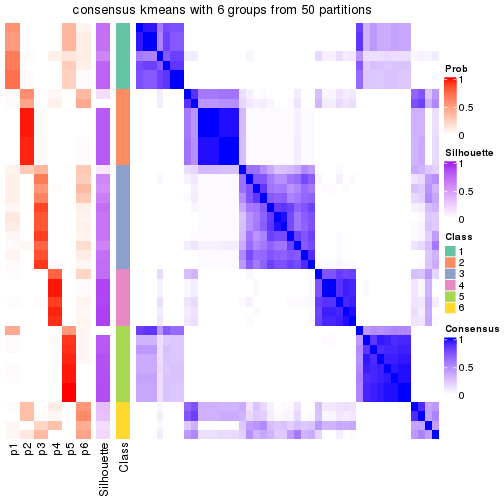 consensus kmeans with 6 groups from 50 partitions
Prob
1
0.5
0
Silhouette
1
0.5
0
Class
1
2
3
4
5
6
Consensus
1
0.5
0
p1
p2
p3
p4
p5
p6
Silhouette
Class